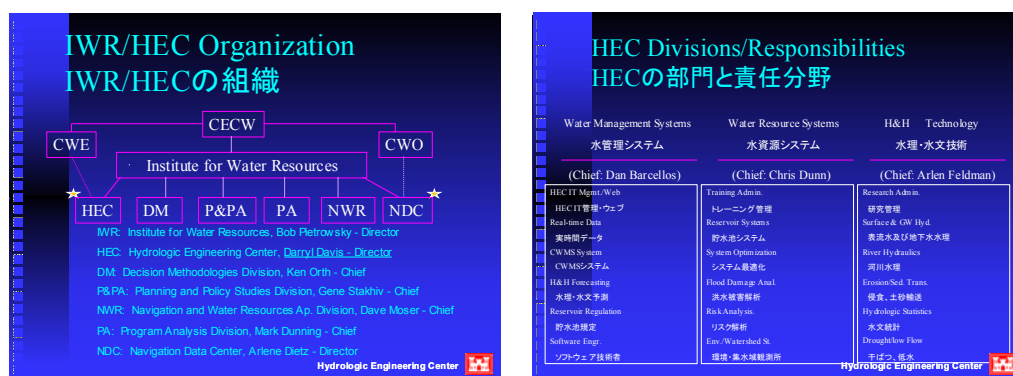 IWR/HEC Organization
IWR/HECの組織
CECW
CWE
CWO
Institute for Water Resources
HEC
DM
P&PA
PA
NWR
NDC
IWR: Institute for Water Resources, Bob Pietrowsky - Director
HEC: Hydrologic Engineering Center, Darryl Davis - Director
DM: Decision Methodologies Division, Ken Orth - Chief
P&PA: Planning and Policy Studies Division, Gene Stakhiv - Chief
NWR: Navigation and Water Resources Ap. Division, Dave Moser - Chief
PA: Program Analysis Division, Mark Dunning - Chief
NDC: Navigation Data Center, Arlene Dietz - Director
Hydrologic Engineering Center
HEC Divisions/Responsibilities
HECの部門と責任分野
Water Management Systems
水管理システム
(Chief: Dan Barcellos)
HEC IT Mgmt./Web
HEC IT管理・ウェブ
Real-time Data
実時間データ
CWMS System
CWMSシステム
H&H Forecasting
水理・水文予測
Reservoir Regulation
貯水池規定
Software Engr.
ソフトウェア技術者
Water Resource Systems
水資源システム
(Chief: Chris Dunn)
Training Admin.
トレーニング管理
Reservoir Systems
貯水池システム
System Optimization
システム最適化
Flood Damage Anal.
洪水被害解析
Risk Analysis.
リスク解析
Env./Watershed St.
環境・集水域観測所
H&H Technology
水理・水文技術
(Chief: Arlen Feldman)
Research Admin.
研究管理
Surface & GW Hyd.
表流水及び地下水水理
River Hydraulics
河川水理
Erosion/Sed. Trans.
侵食、土砂輸送
Hydrologic Statistics
水文統計
Drought/low Flow
干ばつ、低水
Hydrologic Engineering Center